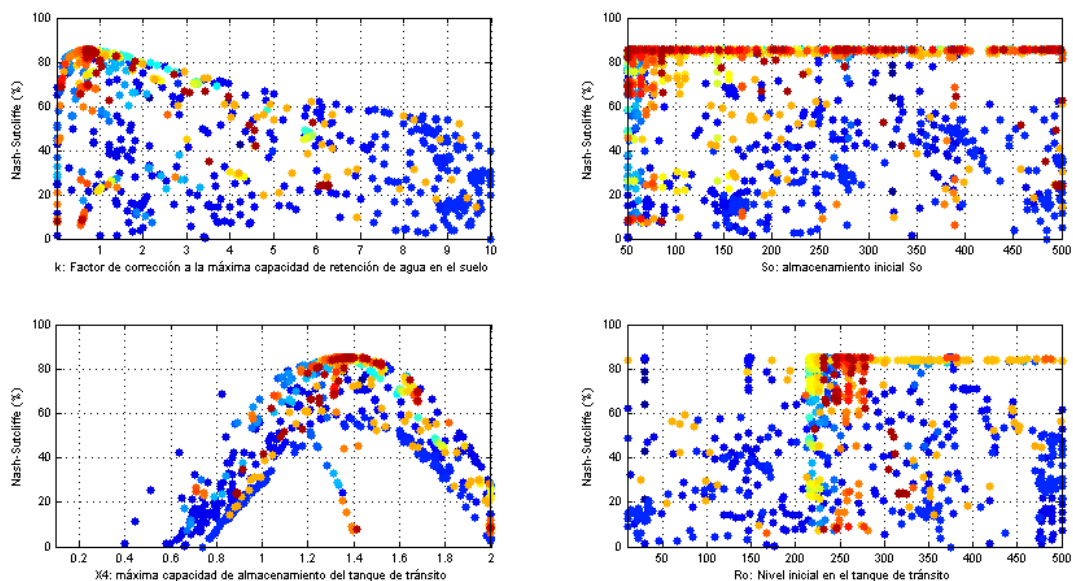 100
80
60
40
20
0
Nash-Sutcliffe (%)
1 2 3 4 5 6 7 8 9 10
k: Factor de corrección a la máxima capacidad de retención de agua en el suelo
100
80
60
40
20
0
Nash-Sutcliffe (%)
50 100 150 200 250 300 350 400 450 500
So: almacenamiento inicial So
100
80
60
40
20
0
Nash-Sutcliffe (%)
0.2 0.4 0.6 0.8 1.0 1.2 1.4 1.6 1.8 2
X4: máxima capacidad de almacenamiento del tanque de tránsito
100
80
60
40
20
0
Nash-Sutcliffe (%)
50 100 150 200 250 300 350 400 450 500
Ro: Nivel inicial en el tanque de tránsito